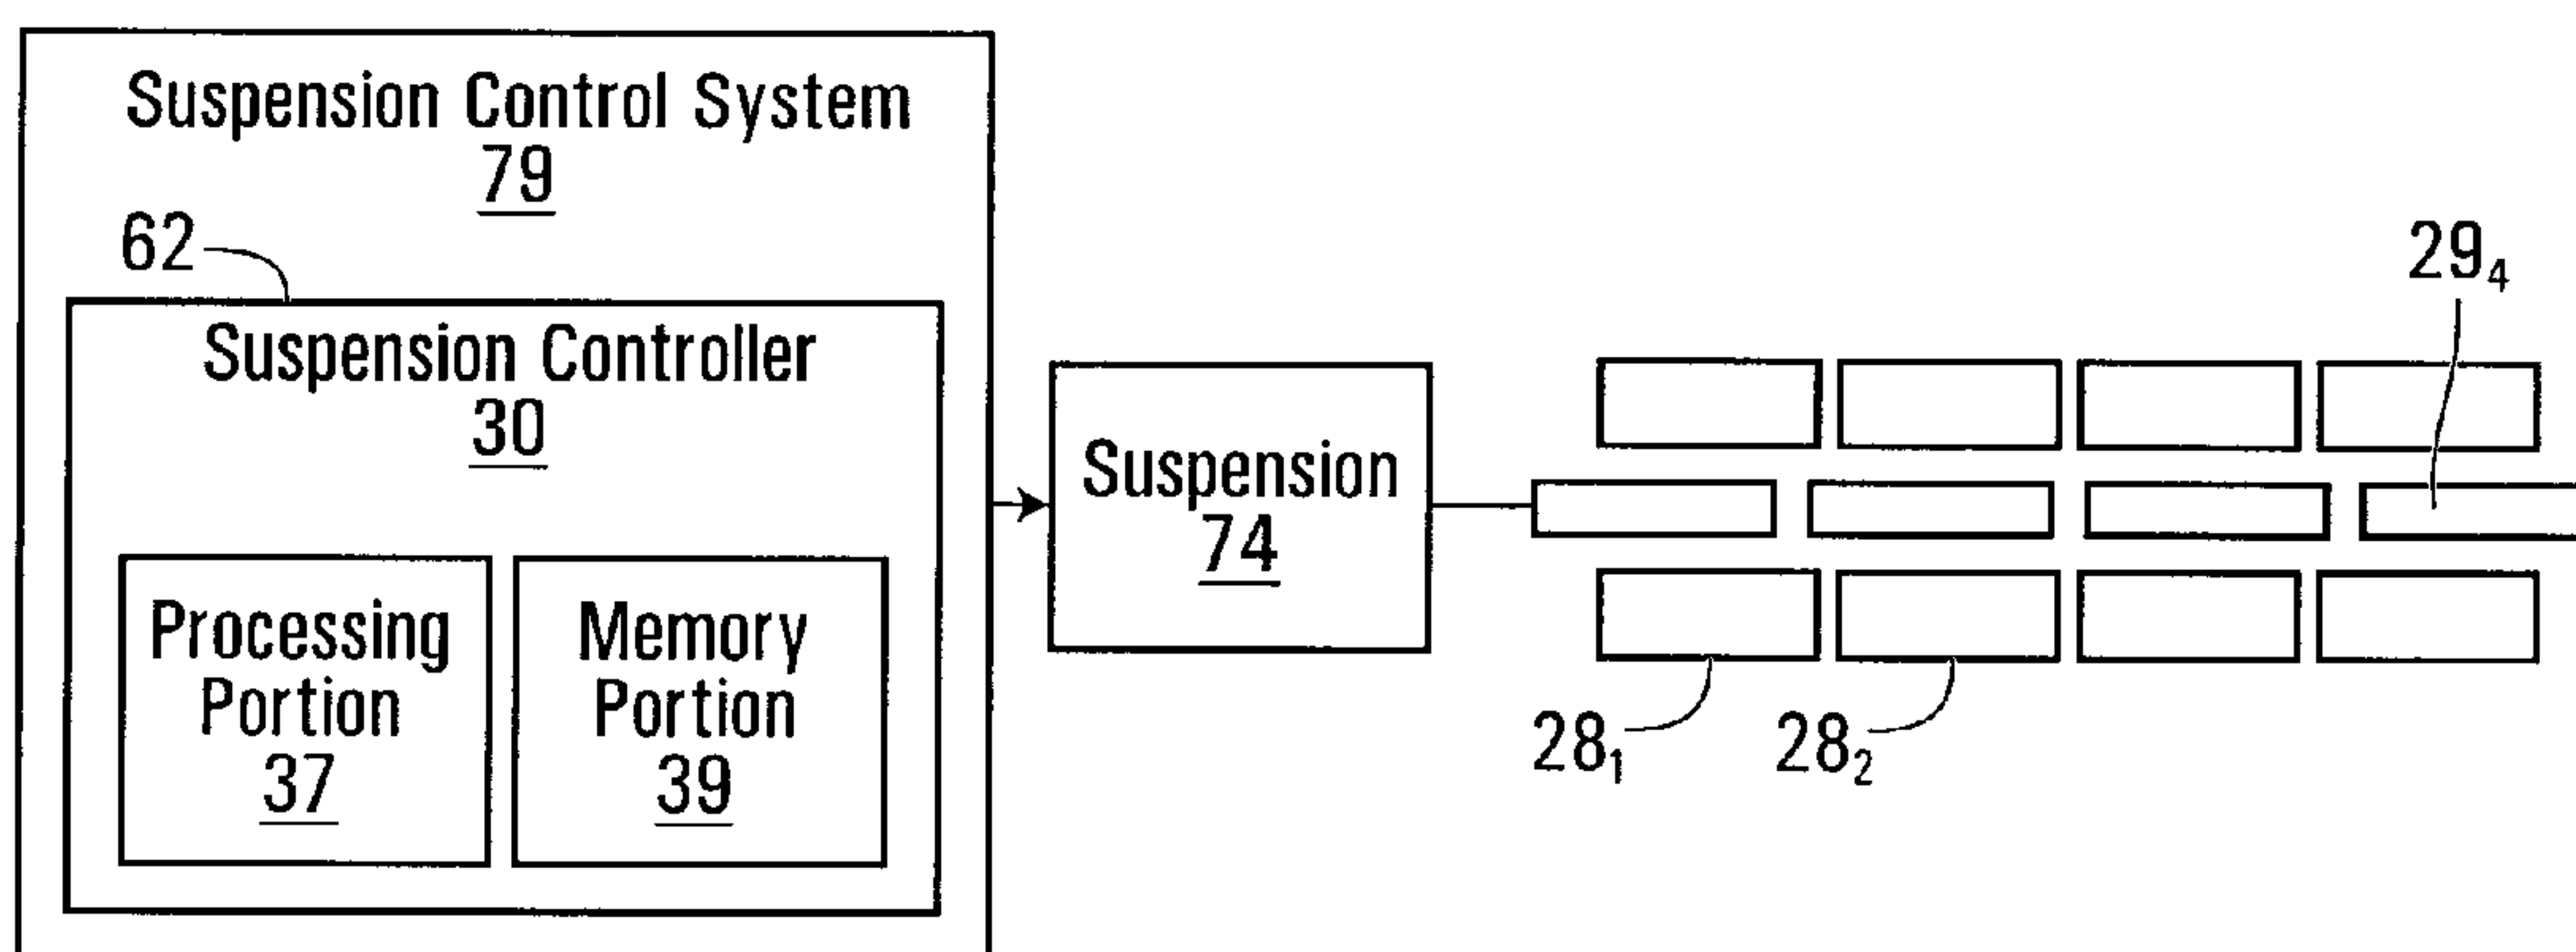 Suspension Control System
79
62
Suspension Controller
30
Processing
Portion
37
Memory
Portion
39
Suspension
74
29₄
28₁
28₂